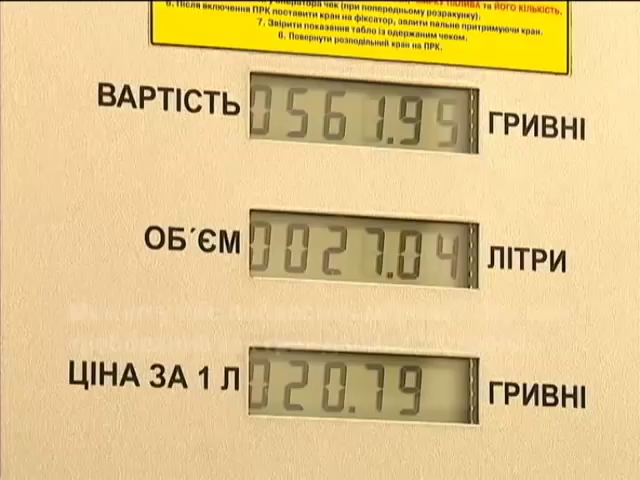 6. Після включення ПРК поставити кран на фіксатор, залити пальне притримуючи кран.
7. Звірити показання табло із одержаним чеком.
8. Повернути розподільчий кран на ПРК.
ВАРТІСТЬ 0561.95 ГРИВНІ
ОБ´ЄМ 0027.04 ЛІТРИ
ЦІНА ЗА 1 Л 020.79 ГРИВНІ